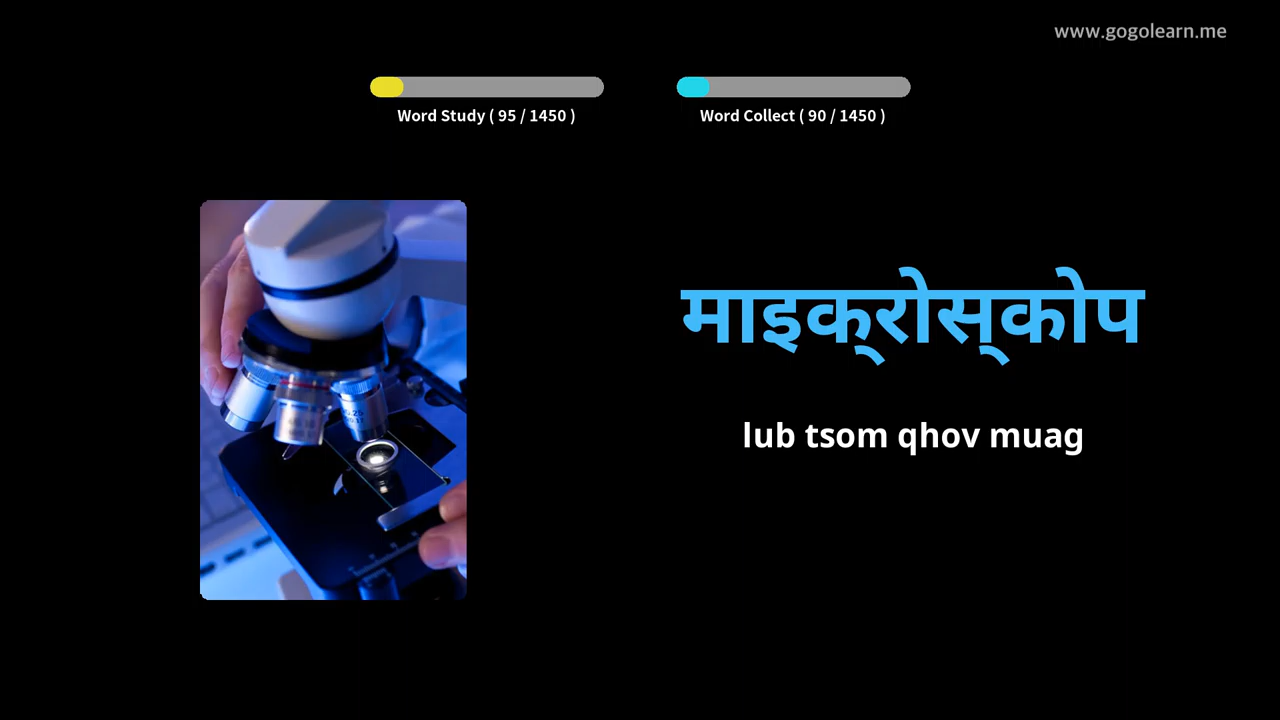 www.gogolearn.me
Word Study ( 95 / 1450 )
Word Collect ( 90 / 1450 )
माइक्रोस्कोप
lub tsom qhov muag